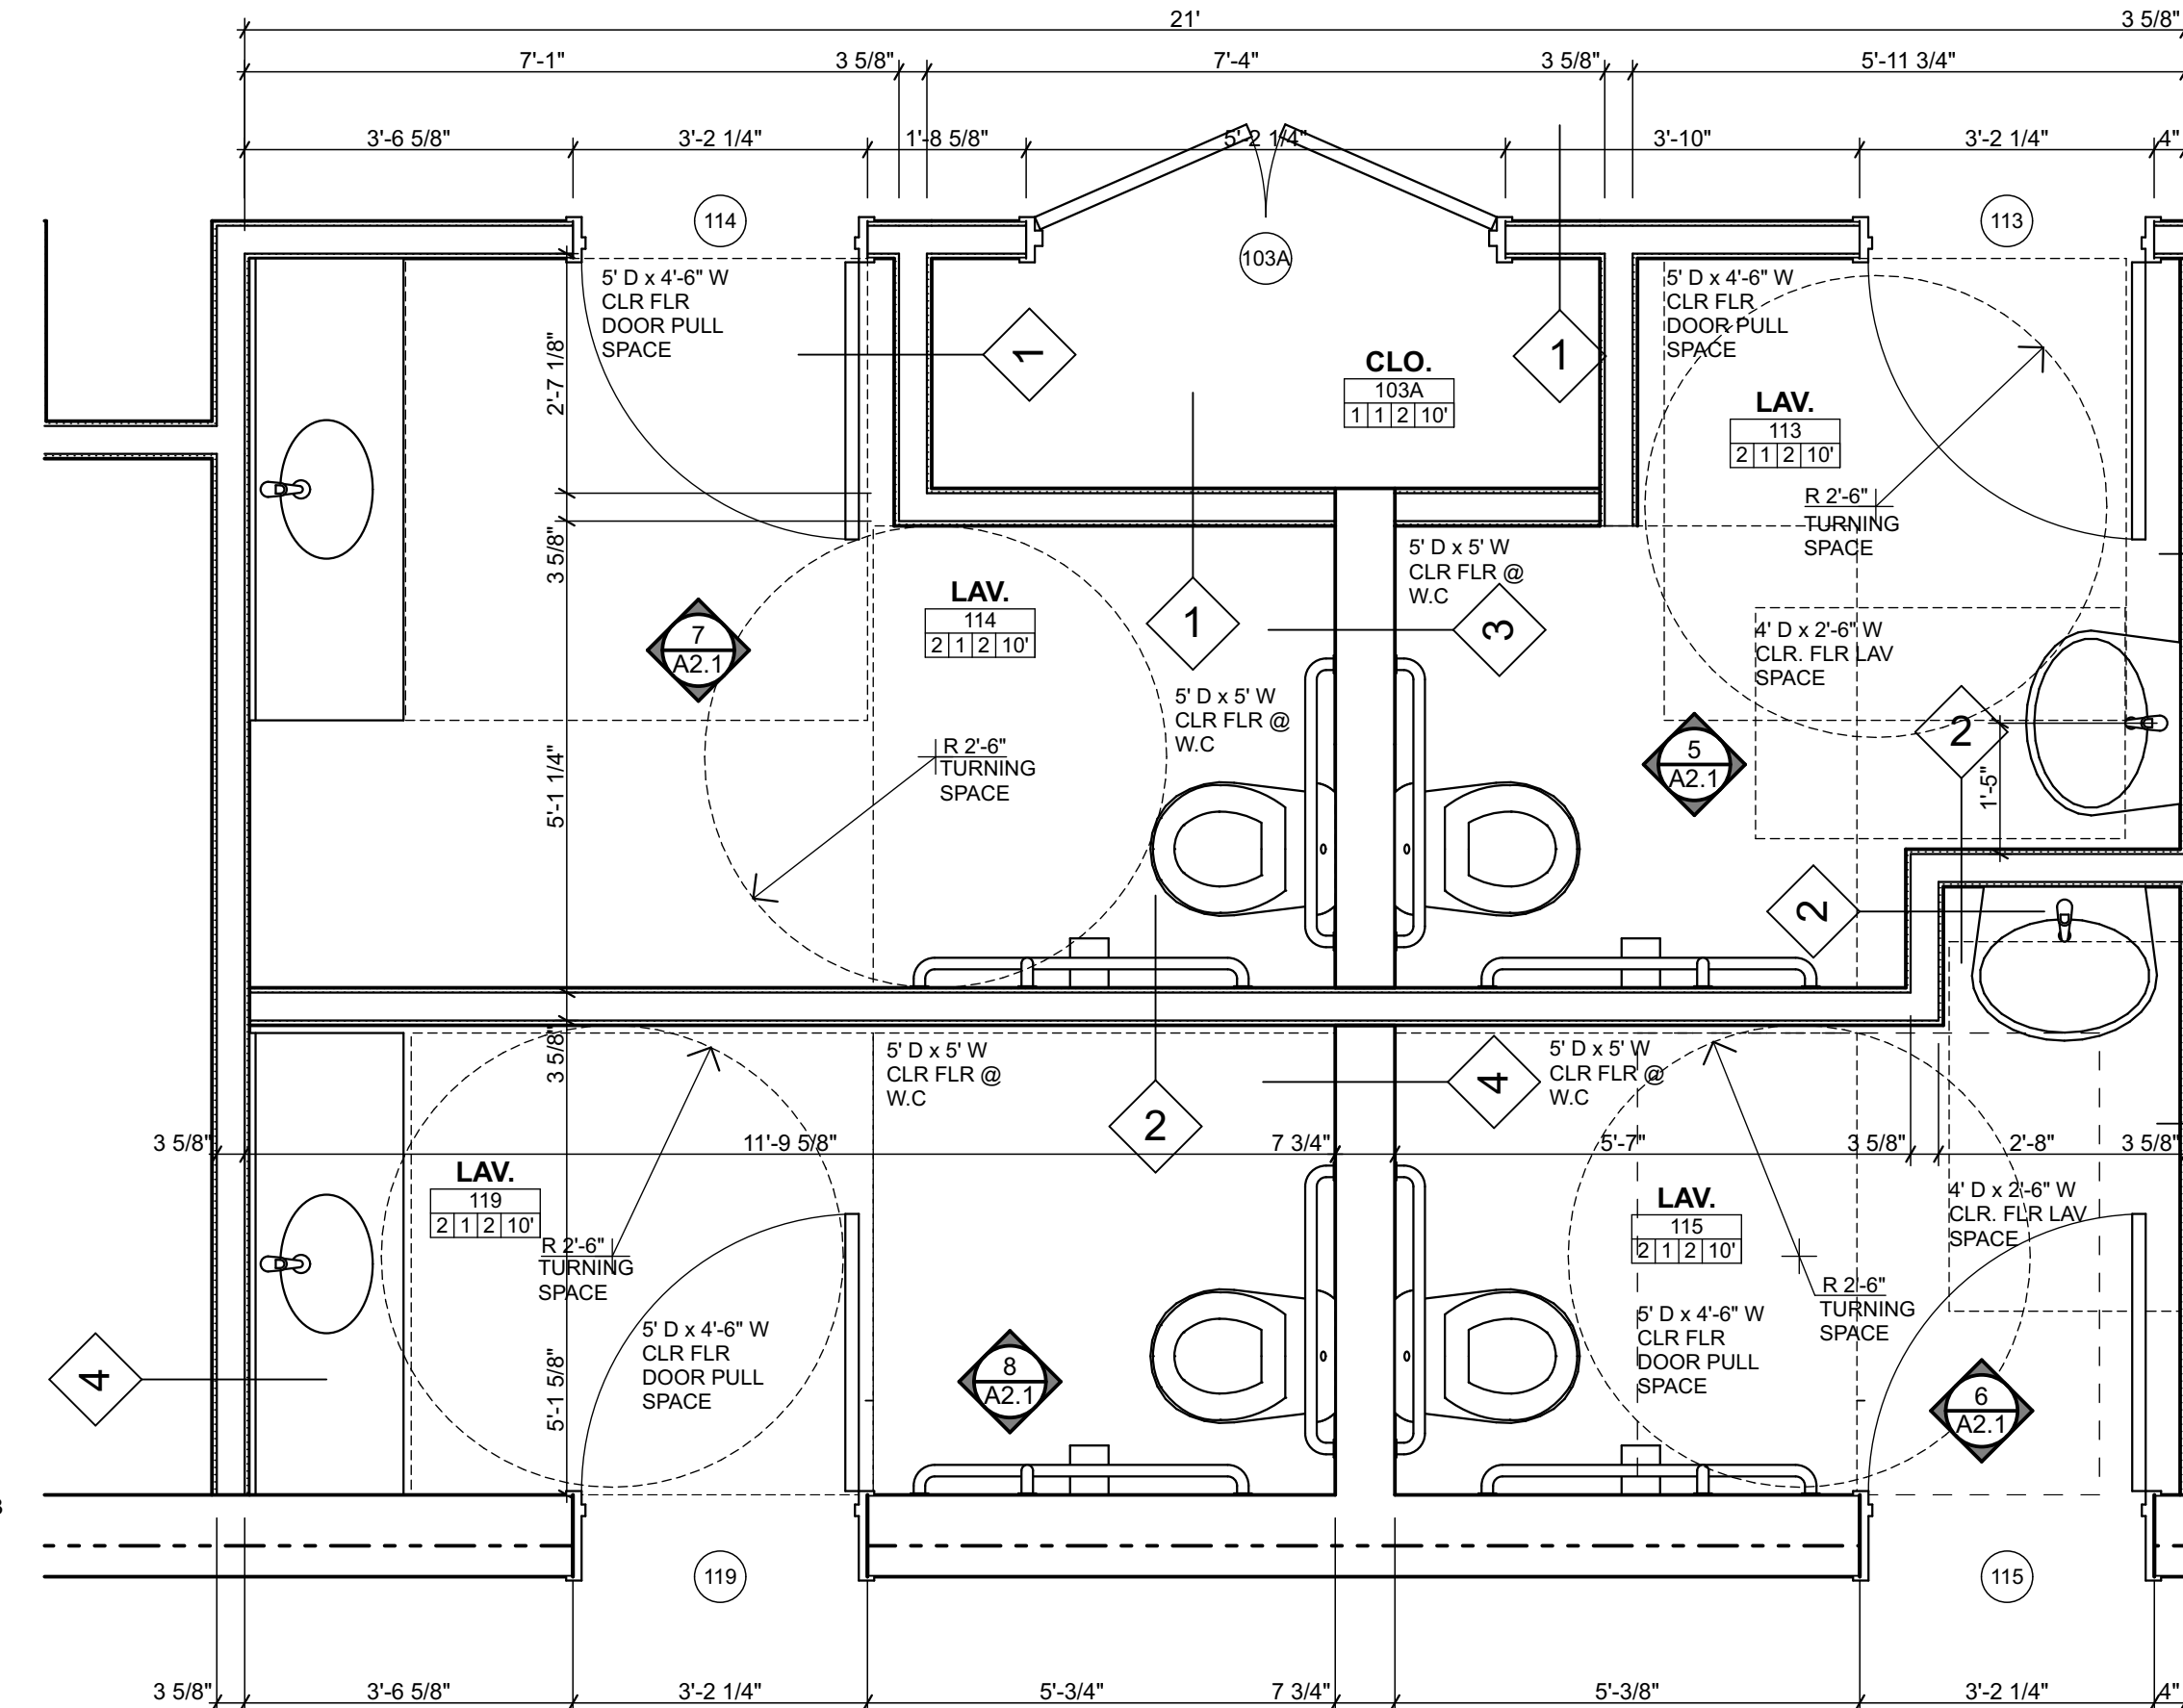 21'
3 5/8"
7'-1"
3 5/8"
7'-4"
3 5/8"
5'-11 3/4"
3'-6 5/8"
3'-2 1/4"
1'-8 5/8"
5'-2 1/4"
3'-10"
3'-2 1/4"
4"
114
103A
113
5' D x 4'-6" W
CLR FLR
DOOR PULL
SPACE
1
CLO.
103A
1 1 2 10'
1
5' D x 4'-6" W
CLR FLR
DOOR PULL
SPACE
LAV.
113
2 1 2 10'
R 2'-6"
TURNING
SPACE
2'-7 1/8"
3 5/8"
LAV.
114
2 1 2 10'
7
A2.1
1
5' D x 5' W
CLR FLR @
W.C
3
4' D x 2'-6" W
CLR. FLR LAV
SPACE
5' D x 5' W
CLR FLR @
W.C
R 2'-6"
TURNING
SPACE
5'-1 1/4"
5
A2.1
2
1'-5"
2
3 5/8"
5' D x 5' W
CLR FLR @
W.C
2
4
5' D x 5' W
CLR FLR @
W.C
3 5/8"
11'-9 5/8"
7 3/4"
5'-7"
3 5/8"
2'-8"
3 5/8"
LAV.
119
2 1 2 10'
R 2'-6"
TURNING
SPACE
LAV.
115
2 1 2 10'
4' D x 2'-6" W
CLR. FLR LAV
SPACE
R 2'-6"
TURNING
SPACE
5' D x 4'-6" W
CLR FLR
DOOR PULL
SPACE
5' D x 4'-6" W
CLR FLR
DOOR PULL
SPACE
4
5'-1 5/8"
8
A2.1
6
A2.1
119
115
3 5/8"
3'-6 5/8"
3'-2 1/4"
5'-3/4"
7 3/4"
5'-3/8"
3'-2 1/4"
4"